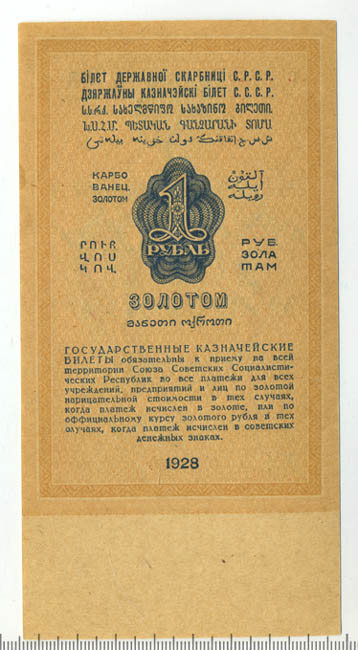 БІЛЕТ ДЕРЖАВНОЇ СКАРБНИЦІ С.Р.С.Р.
ДЗЯРЖАЎНЫ КАЗНАЧЭЙСКІ БІЛЕТ С.С.С.Р.
КАРБО
ВАНЕЦ.
ЗОЛОТОМ
1
РУБЛЬ
РУБ.
ЗОЛА
ТАМ
ЗОЛОТОМ
მანათი ოქროთი
ГОСУДАРСТВЕННЫЕ КАЗНАЧЕЙСКИЕ
БИЛЕТЫ обязательны к приему на всей
территории Союза Советских Социалисти-
ческих Республик во все платежи для всех
учреждений, предприятий и лиц по золотой
нарицательной стоимости в тех случаях,
когда платеж исчислен в золоте, или по
оффициальному курсу золотого рубля в тех
случаях, когда платеж исчислен в советских
денежных знаках.
1928